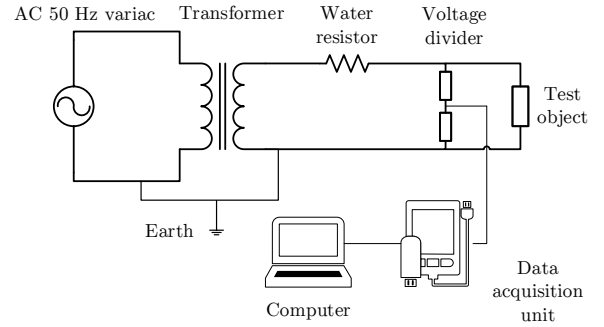 AC 50 Hz variac
Transformer
Water
resistor
Voltage
divider
Test
object
Earth
Computer
Data
acquisition
unit